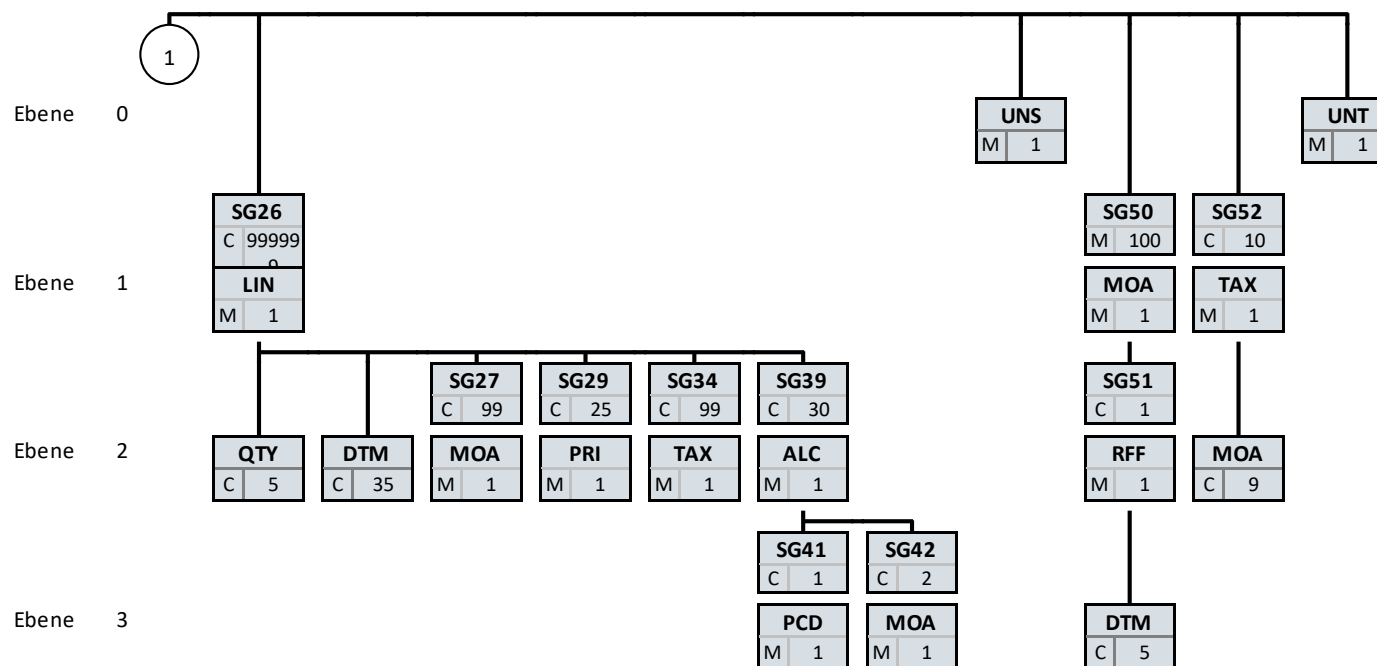 1
Ebene 0
UNS
UNT
M 1
M 1
SG26
SG50
SG52
C 99999
M 100
C 10
9
Ebene 1
LIN
MOA
TAX
M 1
M 1
M 1
SG27
SG29
SG34
SG39
SG51
C 99
C 25
C 99
C 30
C 1
Ebene 2
QTY
DTM
MOA
PRI
TAX
ALC
RFF
MOA
C 5
C 35
M 1
M 1
M 1
M 1
M 1
C 9
SG41
SG42
C 1
C 2
Ebene 3
PCD
MOA
DTM
M 1
M 1
C 5